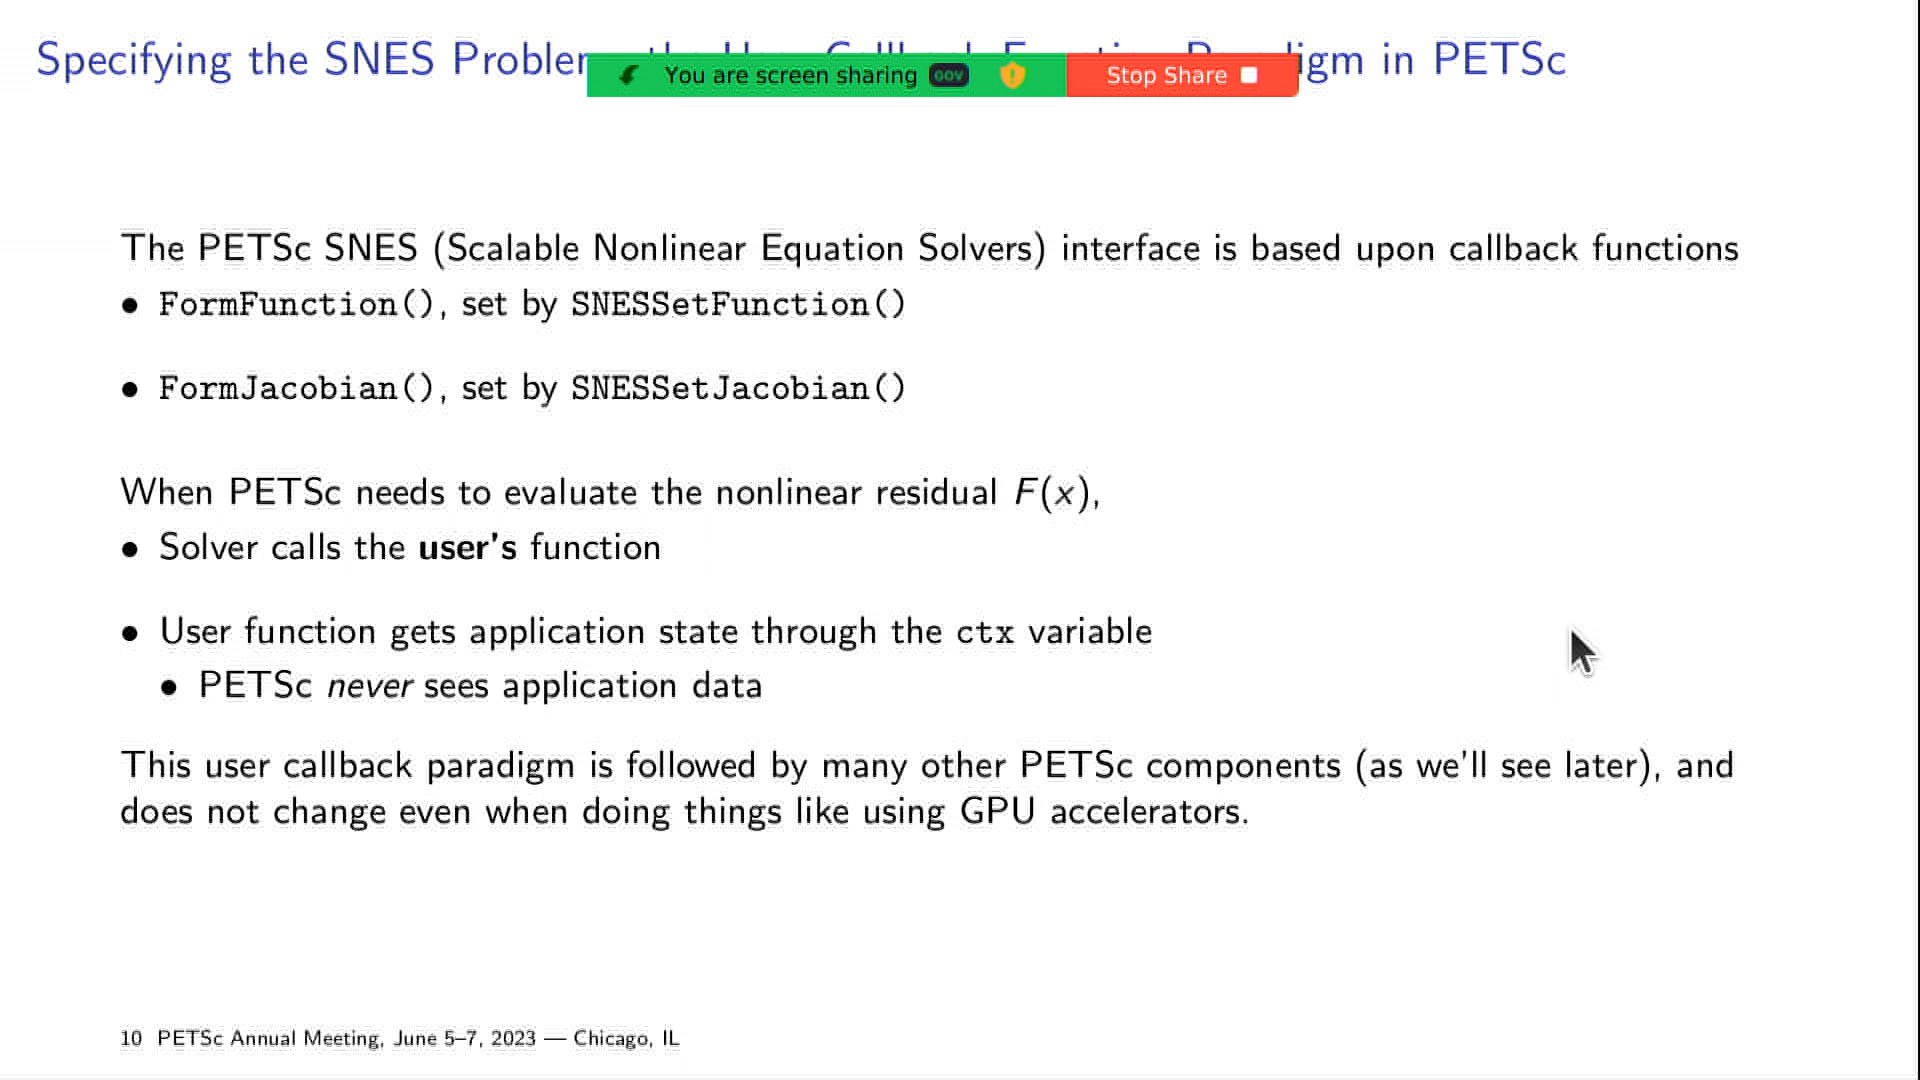 Specifying the SNES Problem igm in PETSc
You are screen sharing GOV Stop Share
The PETSc SNES (Scalable Nonlinear Equation Solvers) interface is based upon callback functions
• FormFunction(), set by SNESSetFunction()
• FormJacobian(), set by SNESSetJacobian()
When PETSc needs to evaluate the nonlinear residual F(x),
• Solver calls the user's function
• User function gets application state through the ctx variable
• PETSc never sees application data
This user callback paradigm is followed by many other PETSc components (as we'll see later), and
does not change even when doing things like using GPU accelerators.
10 PETSc Annual Meeting, June 5–7, 2023 — Chicago, IL